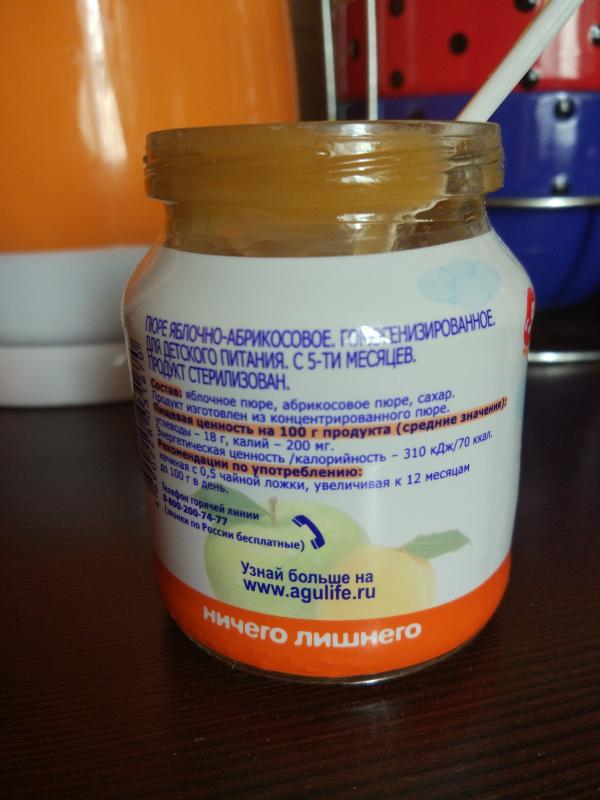 ПЮРЕ ЯБЛОЧНО-АБРИКОСОВОЕ. ГОМОГЕНИЗИРОВАННОЕ.
ДЛЯ ДЕТСКОГО ПИТАНИЯ. С 5-ТИ МЕСЯЦЕВ.
ПРОДУКТ СТЕРИЛИЗОВАН.
Состав: яблочное пюре, абрикосовое пюре, сахар.
Продукт изготовлен из концентрированного пюре.
Пищевая ценность на 100 г продукта (средние значения):
углеводы – 18 г, калий – 200 мг.
Энергетическая ценность /калорийность – 310 кДж/70 ккал.
Рекомендации по употреблению:
начиная с 0,5 чайной ложки, увеличивая к 12 месяцам
до 100 г в день.
Телефон горячей линии
8-800-200-74-77
(звонки по России бесплатные)
Узнай больше на
www.agulife.ru
ничего лишнего